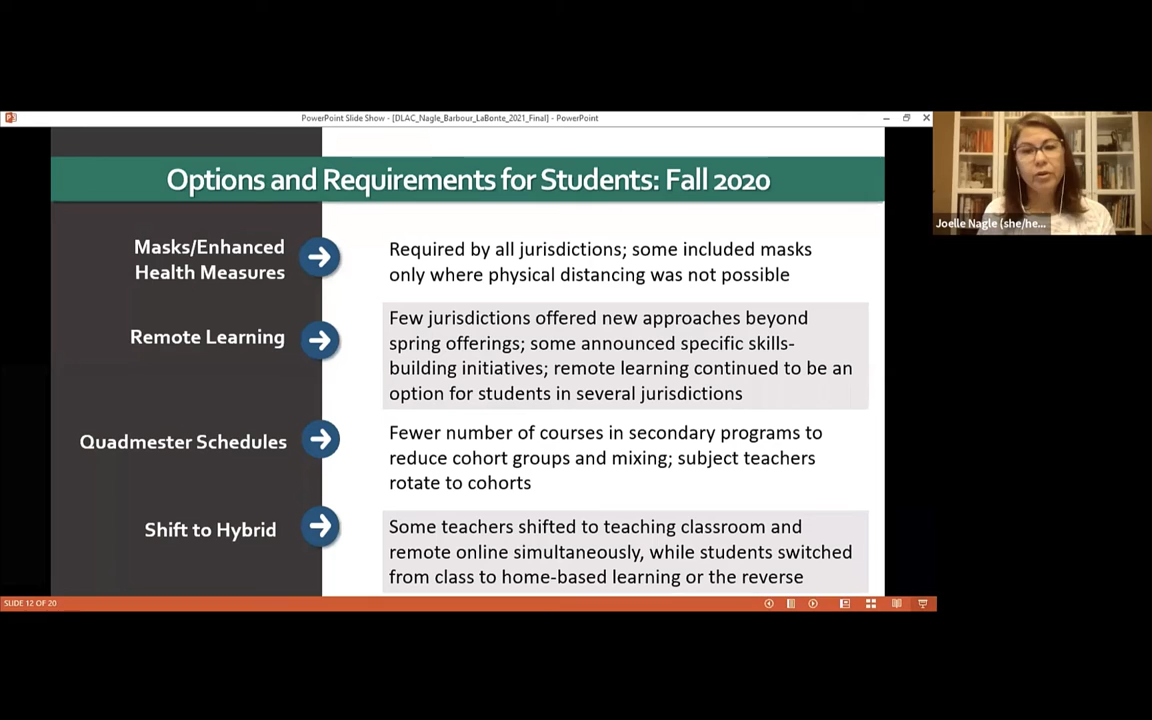 PowerPoint Slide Show - [DLAC_Nagle_Barbour_LaBonte_2021_Final] - PowerPoint
Options and Requirements for Students: Fall 2020
Masks/Enhanced
Health Measures
Required by all jurisdictions; some included masks
only where physical distancing was not possible
Remote Learning
Few jurisdictions offered new approaches beyond
spring offerings; some announced specific skills-
building initiatives; remote learning continued to be an
option for students in several jurisdictions
Quadmester Schedules
Fewer number of courses in secondary programs to
reduce cohort groups and mixing; subject teachers
rotate to cohorts
Shift to Hybrid
Some teachers shifted to teaching classroom and
remote online simultaneously, while students switched
from class to home-based learning or the reverse
SLIDE 12 OF 20
Joelle Nagle (she/he...